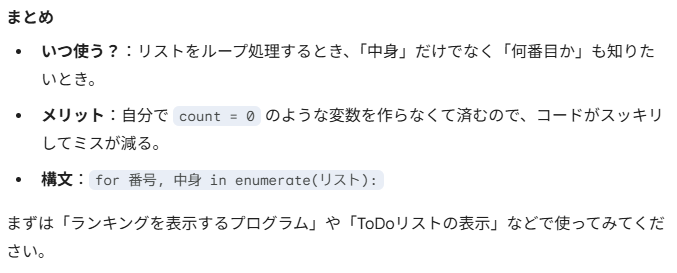 まとめ
• いつ使う？：リストをループ処理するとき、「中身」だけでなく「何番目か」も知りた
いとき。
• メリット：自分で count = 0 のような変数を作らなくて済むので、コードがスッキリ
してミスが減る。
• 構文：for 番号, 中身 in enumerate(リスト):
まずは「ランキングを表示するプログラム」や「ToDoリストの表示」などで使ってみてくだ
さい。